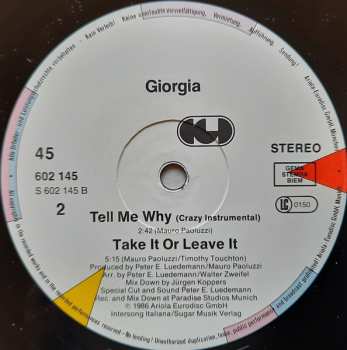 Giorgia
45
602 145
S 602 145 B
2
STEREO
GEMA
STEMRA
BIEM
LC 0150
Tell Me Why (Crazy Instrumental)
2:42 (Mauro Paoluzzi)
Take It Or Leave It
5:15 (Mauro Paoluzzi/Timothy Touchton)
Produced by Peter E. Luedemann/Mauro Paoluzzi
Arr. by Peter E. Luedemann/Walter Zweifel
Mix Down by Jürgen Koppers
Special Cut and Sound Peter E. Luedemann
Rec. and Mix Down at Paradise Studios Munich
℗ 1986 Ariola Eurodisc GmbH
Intersong Italiana/Sugar Musik Verlag